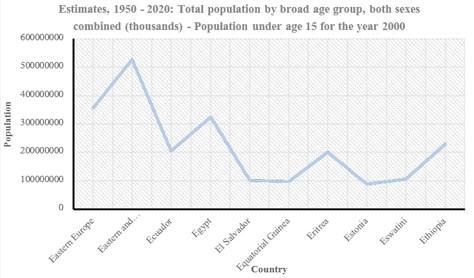 Estimates, 1950 - 2020: Total population by broad age group, both sexes
combined (thousands) - Population under age 15 for the year 2000
600000000
500000000
400000000
300000000
200000000
100000000
0
Population
Eastern Europe
Eastern and…
Ecuador
Egypt
El Salvador
Equatorial Guinea
Eritrea
Estonia
Eswatini
Ethiopia
Country